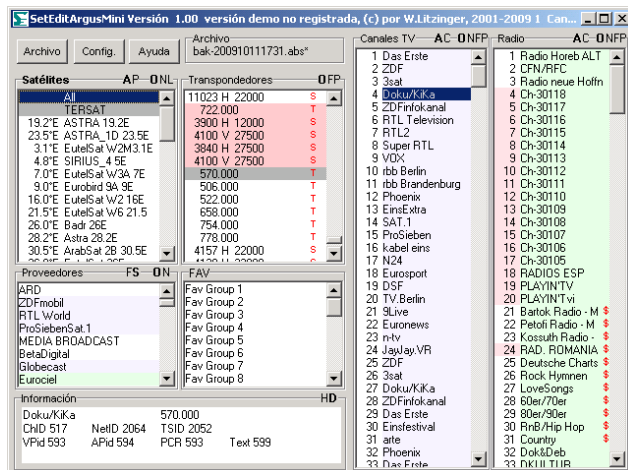 SetEditArgusMini Versión 1.00 versión demo no registrada, (c) por W.Litzinger, 2001-2009 1 Can...
Archivo
Config.
Ayuda
Archivo
bak-200910111731.abs*
Satélites AP ONL
All
TERSAT
19.2°E ASTRA 19.2E
23.5°E ASTRA_1D 23.5E
3.1°E EutelSat W2M3.1E
4.8°E SIRIUS_4 5E
7.0°E EutelSat W3A 7E
9.0°E Eurobird 9A 9E
16.0°E EutelSat W2 16E
21.5°E EutelSat W6 21.5
26.0°E Badr 26E
28.2°E Astra 28.2E
30.5°E ArabSat 2B 30.5E
Transpondedores OFP
11023 H 22000 S
722.000 T
3900 H 12000 S
4100 V 27500 S
3840 H 27500 S
4100 V 27500 S
570.000 T
506.000 T
522.000 T
658.000 T
754.000 T
778.000 T
4157 H 22000 S
Proveedores FS ON
ARD
ZDFmobil
RTL World
ProSiebenSat.1
MEDIA BROADCAST
BetaDigital
Globecast
Eurociel
FAV
Fav Group 1
Fav Group 2
Fav Group 3
Fav Group 4
Fav Group 5
Fav Group 6
Fav Group 7
Fav Group 8
Información HD
Doku/KiKa 570.000
ChID 517 NetID 2064 TSID 2052
VPid 593 APid 594 PCR 593 Text 599
Canales TV AC ONFP
1 Das Erste
2 ZDF
3 3sat
4 Doku/KiKa
5 ZDFinfokanal
6 RTL Television
7 RTL2
8 Super RTL
9 VOX
10 rbb Berlin
11 rbb Brandenburg
12 Phoenix
13 EinsExtra
14 SAT.1
15 ProSieben
16 kabel eins
17 N24
18 Eurosport
19 DSF
20 TV.Berlin
21 9Live
22 Euronews
23 n-tv
24 JayJay.VR
25 ZDF
26 3sat
27 Doku/KiKa
28 ZDFinfokanal
29 Das Erste
30 Einsfestival
31 arte
32 Phoenix
33 Das Erste
Radio AC ONFP
1 Radio Horeb ALT
2 CFN/RFC
3 Radio neue Hoffn
4 Ch-30118
5 Ch-30117
6 Ch-30116
7 Ch-30115
8 Ch-30114
9 Ch-30113
10 Ch-30112
11 Ch-30111
12 Ch-30110
13 Ch-30109
14 Ch-30108
15 Ch-30107
16 Ch-30106
17 Ch-30105
18 RADIOS ESP
19 PLAYIN'TV
20 PLAYIN'Tvi
21 Bartok Radio - M $
22 Petofi Radio - M $
23 Kossuth Radio - $
24 RAD. ROMANIA $
25 Deutsche Charts $
26 Rock Hymnen $
27 LoveSongs $
28 60er/70er $
29 80er/90er $
30 RnB/Hip Hop $
31 Country $
32 Dok&Deb
33 DKULTUR